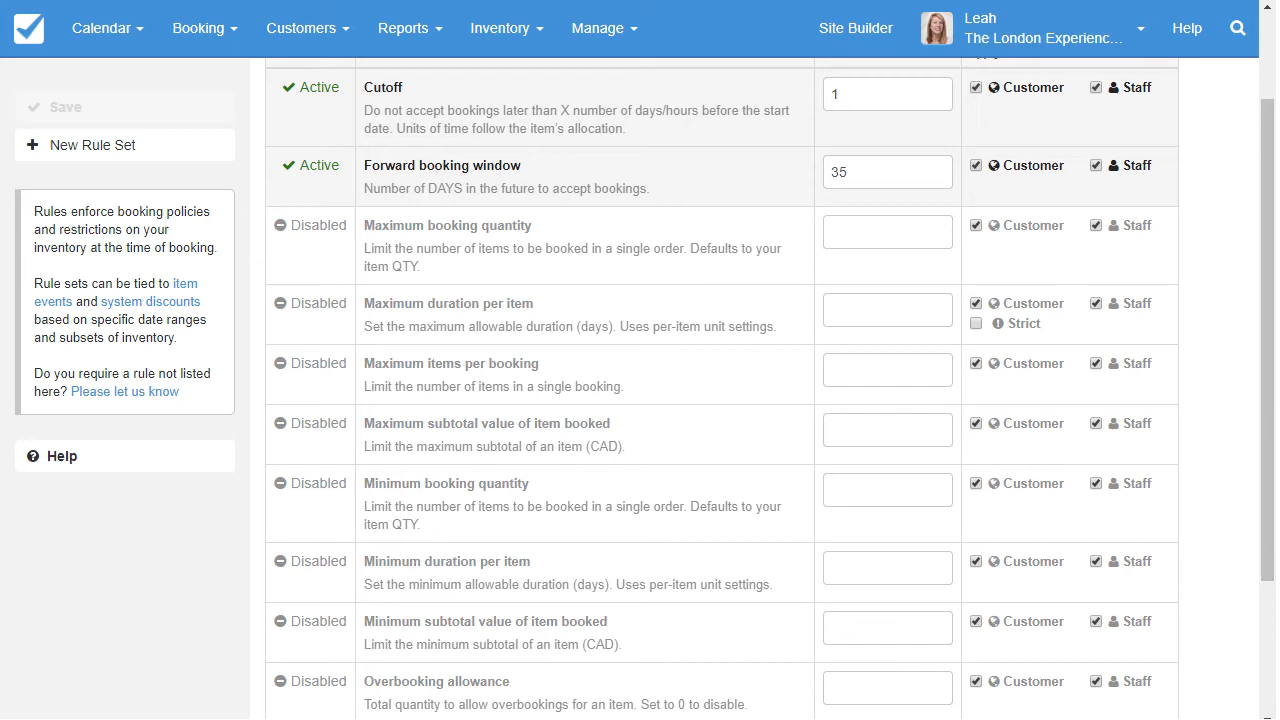 Calendar
Booking
Customers
Reports
Inventory
Manage
Site Builder
Leah
The London Experienc...
Help
Save
New Rule Set
Rules enforce booking policies
and restrictions on your
inventory at the time of booking.
Rule sets can be tied to item
events and system discounts
based on specific date ranges
and subsets of inventory.
Do you require a rule not listed
here? Please let us know
Help
Active
Cutoff
Do not accept bookings later than X number of days/hours before the start
date. Units of time follow the item's allocation.
1
Customer
Staff
Active
Forward booking window
Number of DAYS in the future to accept bookings.
35
Customer
Staff
Disabled
Maximum booking quantity
Limit the number of items to be booked in a single order. Defaults to your
item QTY.
Customer
Staff
Disabled
Maximum duration per item
Set the maximum allowable duration (days). Uses per-item unit settings.
Customer
Staff
Strict
Disabled
Maximum items per booking
Limit the number of items in a single booking.
Customer
Staff
Disabled
Maximum subtotal value of item booked
Limit the maximum subtotal of an item (CAD).
Customer
Staff
Disabled
Minimum booking quantity
Limit the number of items to be booked in a single order. Defaults to your
item QTY.
Customer
Staff
Disabled
Minimum duration per item
Set the minimum allowable duration (days). Uses per-item unit settings.
Customer
Staff
Disabled
Minimum subtotal value of item booked
Limit the minimum subtotal of an item (CAD).
Customer
Staff
Disabled
Overbooking allowance
Total quantity to allow overbookings for an item. Set to 0 to disable.
Customer
Staff